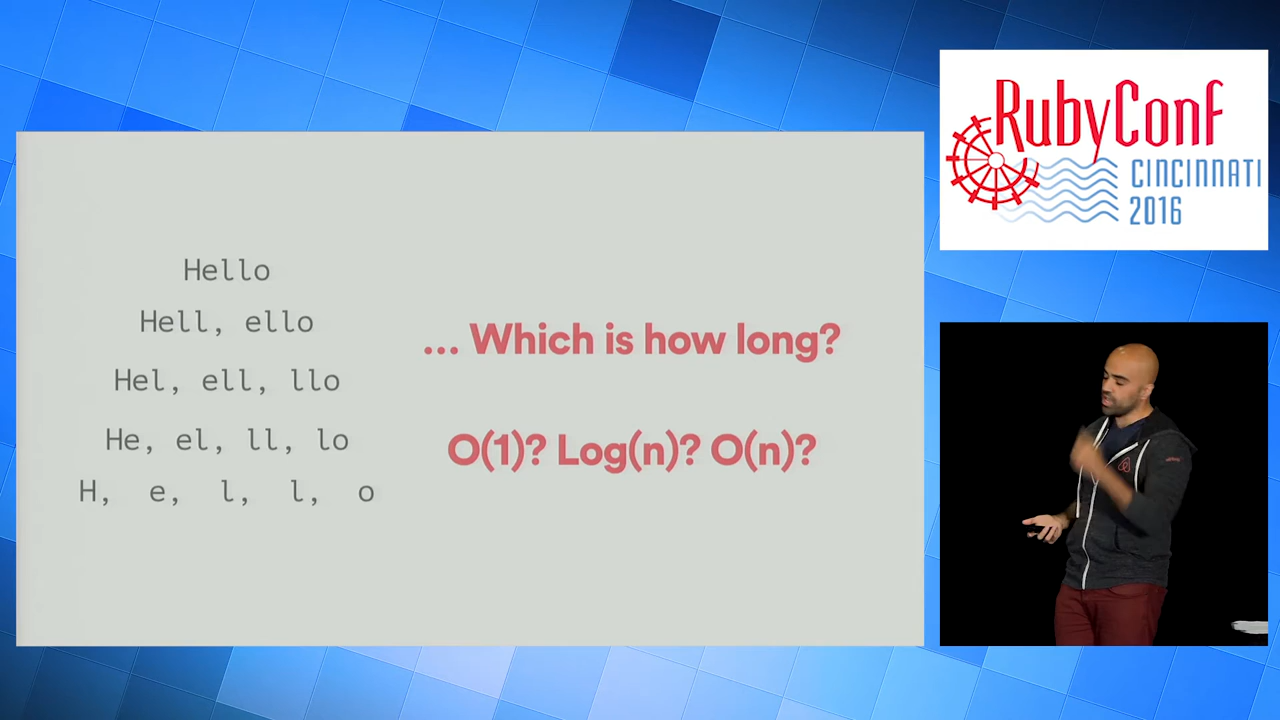 Hello
Hell, ello
Hel, ell, llo
He, el, ll, lo
H, e, l, l, o
... Which is how long?
O(1)? Log(n)? O(n)?
RubyConf
CINCINNATI
2016